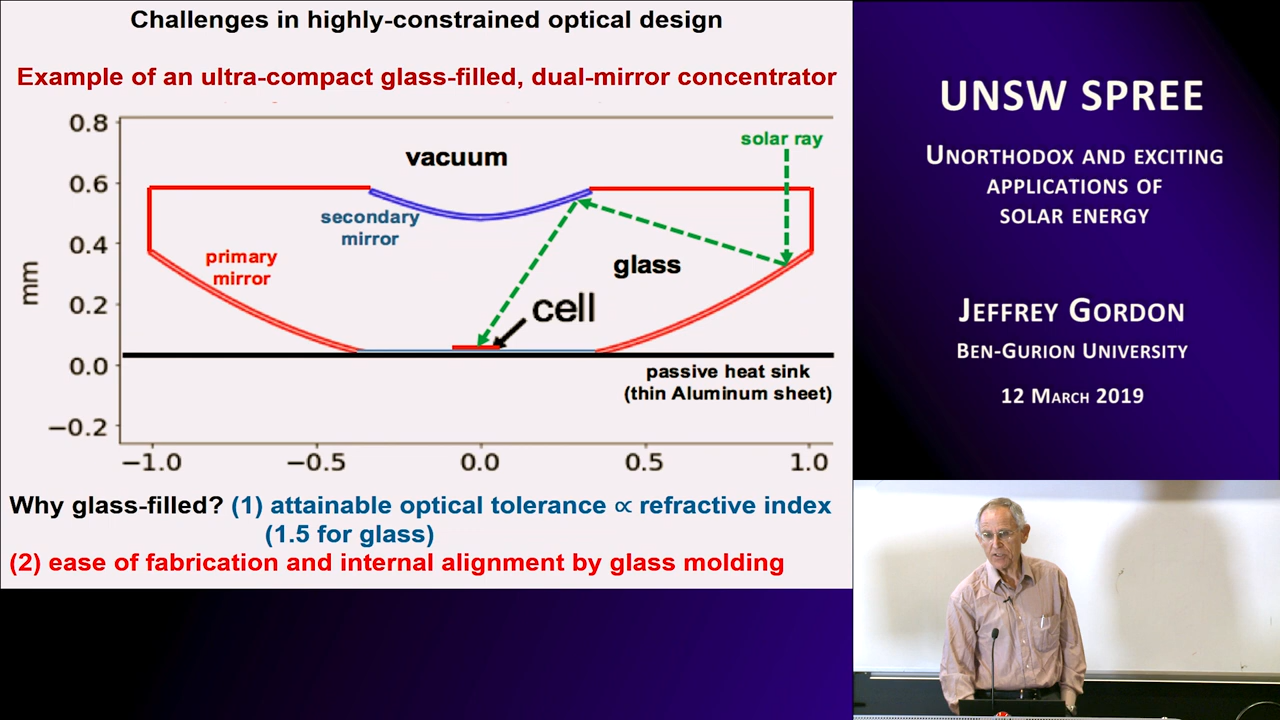 Challenges in highly-constrained optical design
Example of an ultra-compact glass-filled, dual-mirror concentrator
0.8
0.6
0.4
0.2
0.0
−0.2
mm
vacuum
solar ray
secondary
mirror
primary
mirror
glass
cell
passive heat sink
(thin Aluminum sheet)
−1.0
−0.5
0.0
0.5
1.0
Why glass-filled? (1) attainable optical tolerance ∝ refractive index
(1.5 for glass)
(2) ease of fabrication and internal alignment by glass molding
UNSW SPREE
UNORTHODOX AND EXCITING
APPLICATIONS OF
SOLAR ENERGY
JEFFREY GORDON
BEN-GURION UNIVERSITY
12 MARCH 2019